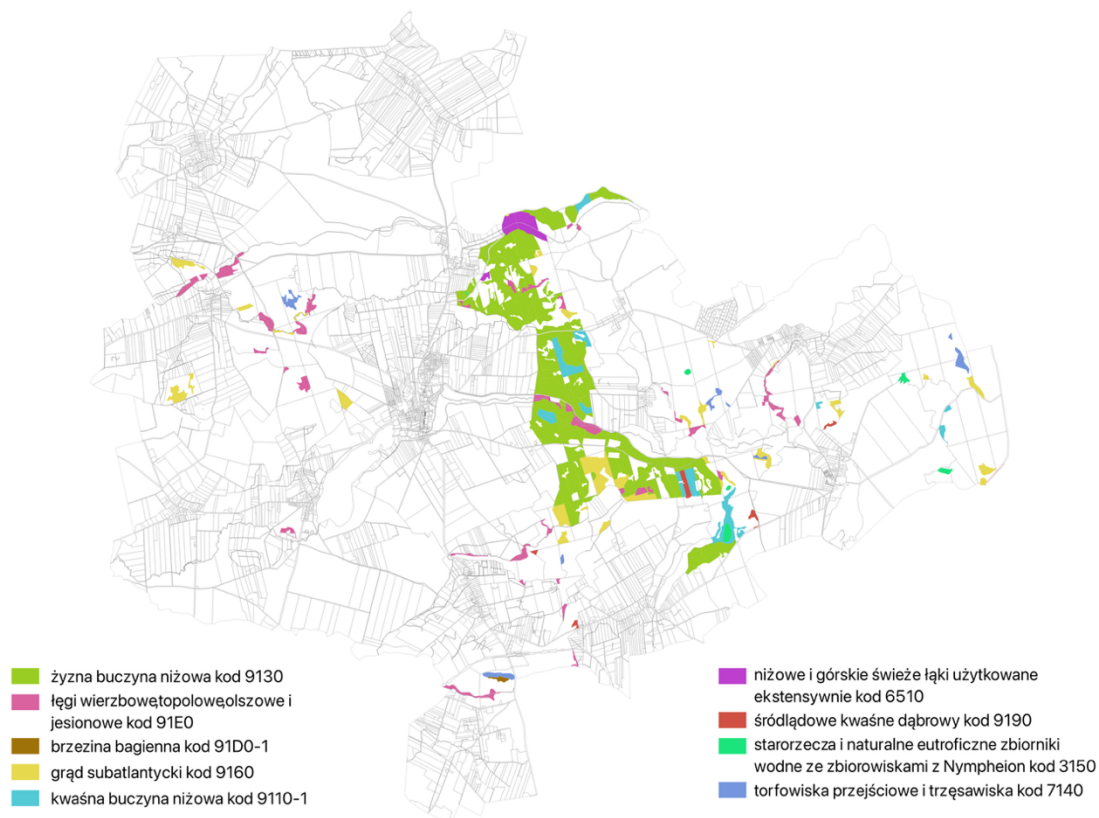 żyzna buczyna niżowa kod 9130
łęgi wierzbowe,topolowe,olszowe i
jesionowe kod 91E0
brzezina bagienna kod 91D0-1
grąd subatlantycki kod 9160
kwaśna buczyna niżowa kod 9110-1
niżowe i górskie świeże łąki użytkowane
ekstensywnie kod 6510
śródlądowe kwaśne dąbrowy kod 9190
starorzecza i naturalne eutroficzne zbiorniki
wodne ze zbiorowiskami z Nympheion kod 3150
torfowiska przejściowe i trzęsawiska kod 7140